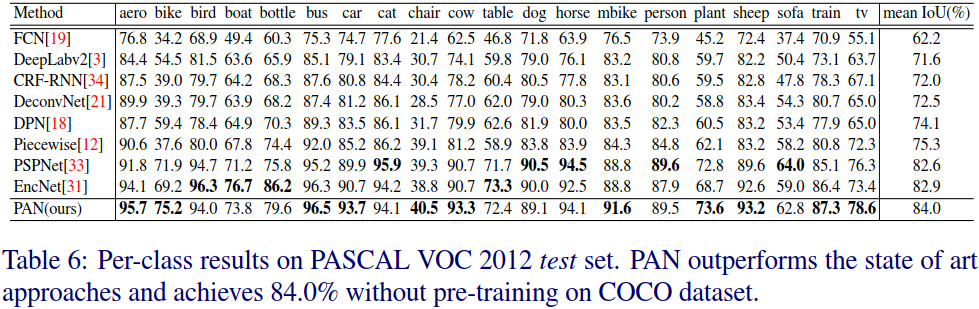 Method aero bike bird boat bottle bus car cat chair cow table dog horse mbike person plant sheep sofa train tv mean IoU(%)
FCN[19] 76.8 34.2 68.9 49.4 60.3 75.3 74.7 77.6 21.4 62.5 46.8 71.8 63.9 76.5 73.9 45.2 72.4 37.4 70.9 55.1 62.2
DeepLabv2[3] 84.4 54.5 81.5 63.6 65.9 85.1 79.1 83.4 30.7 74.1 59.8 79.0 76.1 83.2 80.8 59.7 82.2 50.4 73.1 63.7 71.6
CRF-RNN[34] 87.5 39.0 79.7 64.2 68.3 87.6 80.8 84.4 30.4 78.2 60.4 80.5 77.8 83.1 80.6 59.5 82.8 47.8 78.3 67.1 72.0
DeconvNet[21] 89.9 39.3 79.7 63.9 68.2 87.4 81.2 86.1 28.5 77.0 62.0 79.0 80.3 83.6 80.2 58.8 83.4 54.3 80.7 65.0 72.5
DPN[18] 87.7 59.4 78.4 64.9 70.3 89.3 83.5 86.1 31.7 79.9 62.6 81.9 80.0 83.5 82.3 60.5 83.2 53.4 77.9 65.0 74.1
Piecewise[12] 90.6 37.6 80.0 67.8 74.4 92.0 85.2 86.2 39.1 81.2 58.9 83.8 83.9 84.3 84.8 62.1 83.2 58.2 80.8 72.3 75.3
PSPNet[33] 91.8 71.9 94.7 71.2 75.8 95.2 89.9 95.9 39.3 90.7 71.7 90.5 94.5 88.8 89.6 72.8 89.6 64.0 85.1 76.3 82.6
EncNet[31] 94.1 69.2 96.3 76.7 86.2 96.3 90.7 94.2 38.8 90.7 73.3 90.0 92.5 88.8 87.9 68.7 92.6 59.0 86.4 73.4 82.9
PAN(ours) 95.7 75.2 94.0 73.8 79.6 96.5 93.7 94.1 40.5 93.3 72.4 89.1 94.1 91.6 89.5 73.6 93.2 62.8 87.3 78.6 84.0
Table 6: Per-class results on PASCAL VOC 2012 test set. PAN outperforms the state of art
approaches and achieves 84.0% without pre-training on COCO dataset.